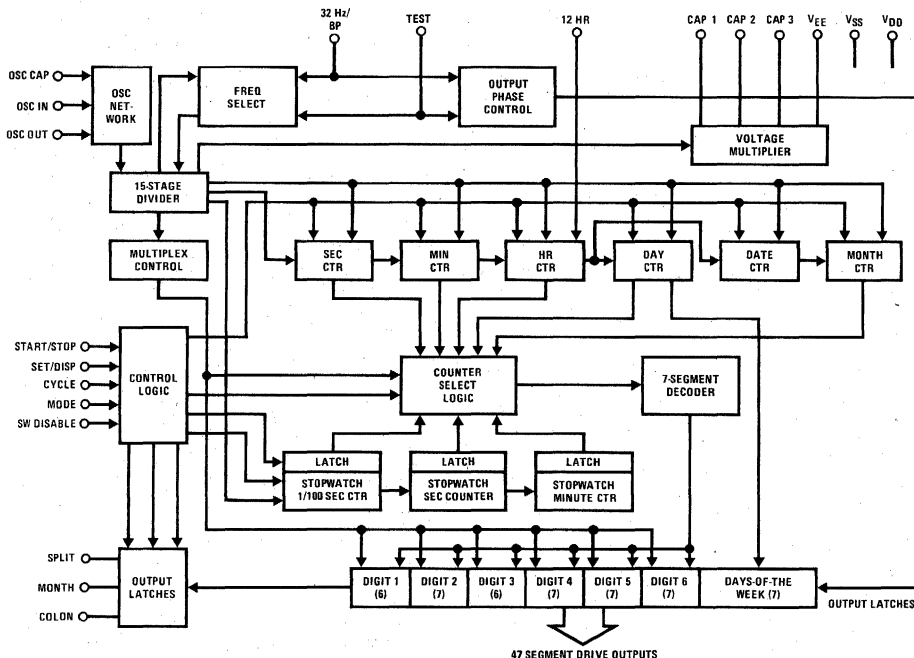 32 Hz/
BP
TEST
12 HR
CAP 1
CAP 2
CAP 3
VEE
VSS
VDD
OSC CAP
OSC IN
OSC OUT
OSC
NET-
WORK
FREQ
SELECT
OUTPUT
PHASE
CONTROL
VOLTAGE
MULTIPLIER
15-STAGE
DIVIDER
MULTIPLEX
CONTROL
SEC
CTR
MIN
CTR
HR
CTR
DAY
CTR
DATE
CTR
MONTH
CTR
START/STOP
SET/DISP
CYCLE
MODE
SW DISABLE
CONTROL
LOGIC
COUNTER
SELECT
LOGIC
7-SEGMENT
DECODER
LATCH
STOPWATCH
1/100 SEC CTR
LATCH
STOPWATCH
SEC COUNTER
LATCH
STOPWATCH
MINUTE CTR
SPLIT
MONTH
COLON
OUTPUT
LATCHES
DIGIT 1
(6)
DIGIT 2
(7)
DIGIT 3
(6)
DIGIT 4
(7)
DIGIT 5
(7)
DIGIT 6
(7)
DAYS-OF-THE
WEEK (7)
OUTPUT LATCHES
47 SEGMENT DRIVE OUTPUTS